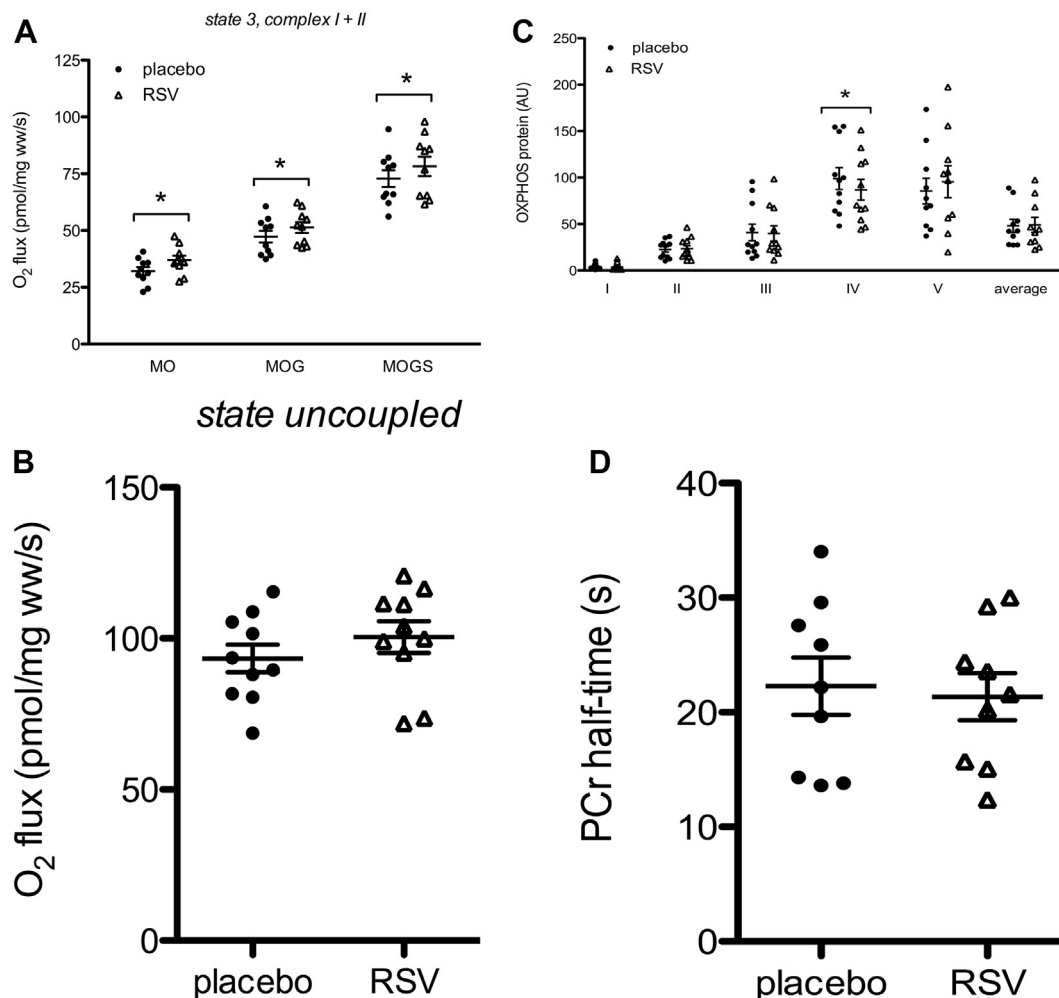 A
state 3, complex I + II
placebo
RSV
O₂ flux (pmol/mg ww/s)
125
100
75
50
25
0
*
*
*
MO
MOG
MOGS
C
placebo
RSV
OXPHOS protein (AU)
250
200
150
100
50
0
*
I
II
III
IV
V
average
state uncoupled
B
O₂ flux (pmol/mg ww/s)
150
100
50
0
placebo
RSV
D
PCr half-time (s)
40
30
20
10
0
placebo
RSV